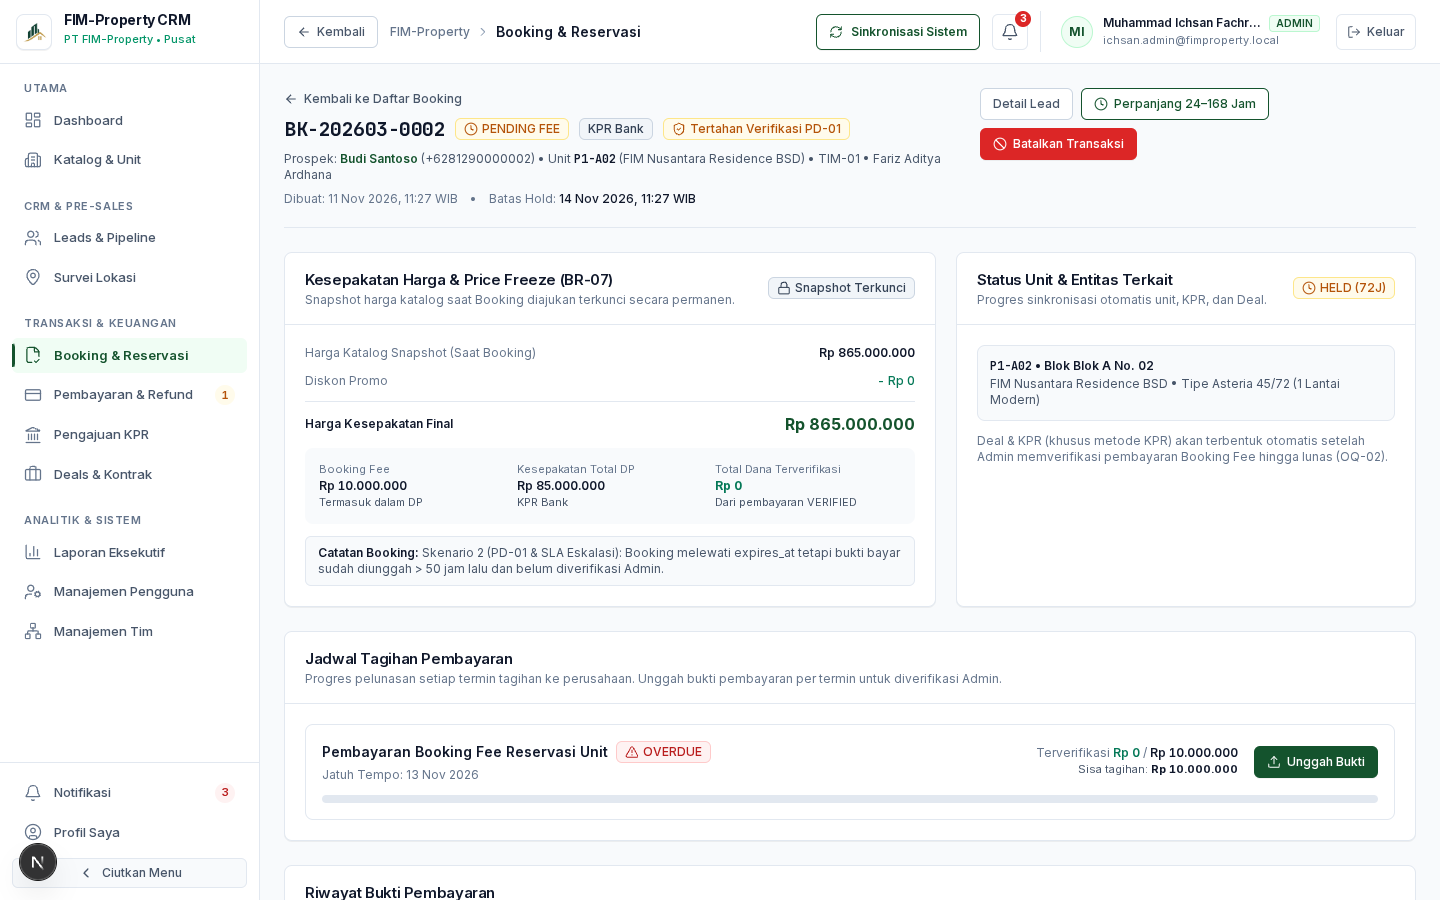 FIM-Property CRM
PT FIM-Property • Pusat
UTAMA
Dashboard
Katalog & Unit
CRM & PRE-SALES
Leads & Pipeline
Survei Lokasi
TRANSAKSI & KEUANGAN
Booking & Reservasi
Pembayaran & Refund 1
Pengajuan KPR
Deals & Kontrak
ANALITIK & SISTEM
Laporan Eksekutif
Manajemen Pengguna
Manajemen Tim
Notifikasi 3
Profil Saya
N
Ciutkan Menu
Kembali
FIM-Property
Booking & Reservasi
Sinkronisasi Sistem
3
MI
Muhammad Ichsan Fachr... ADMIN
ichsan.admin@fimproperty.local
Keluar
Kembali ke Daftar Booking
BK-202603-0002 PENDING FEE KPR Bank Tertahan Verifikasi PD-01
Prospek: Budi Santoso (+6281290000002) • Unit P1-A02 (FIM Nusantara Residence BSD) • TIM-01 • Fariz Aditya
Ardhana
Dibuat: 11 Nov 2026, 11:27 WIB • Batas Hold: 14 Nov 2026, 11:27 WIB
Detail Lead
Perpanjang 24–168 Jam
Batalkan Transaksi
Kesepakatan Harga & Price Freeze (BR-07)
Snapshot harga katalog saat Booking diajukan terkunci secara permanen.
Snapshot Terkunci
Harga Katalog Snapshot (Saat Booking) Rp 865.000.000
Diskon Promo - Rp 0
Harga Kesepakatan Final Rp 865.000.000
Booking Fee
Rp 10.000.000
Termasuk dalam DP
Kesepakatan Total DP
Rp 85.000.000
KPR Bank
Total Dana Terverifikasi
Rp 0
Dari pembayaran VERIFIED
Catatan Booking: Skenario 2 (PD-01 & SLA Eskalasi): Booking melewati expires_at tetapi bukti bayar
sudah diunggah > 50 jam lalu dan belum diverifikasi Admin.
Status Unit & Entitas Terkait
Progres sinkronisasi otomatis unit, KPR, dan Deal.
HELD (72J)
P1-A02 • Blok Blok A No. 02
FIM Nusantara Residence BSD • Tipe Asteria 45/72 (1 Lantai
Modern)
Deal & KPR (khusus metode KPR) akan terbentuk otomatis setelah
Admin memverifikasi pembayaran Booking Fee hingga lunas (OQ-02).
Jadwal Tagihan Pembayaran
Progres pelunasan setiap termin tagihan ke perusahaan. Unggah bukti pembayaran per termin untuk diverifikasi Admin.
Pembayaran Booking Fee Reservasi Unit OVERDUE
Jatuh Tempo: 13 Nov 2026
Terverifikasi Rp 0 / Rp 10.000.000
Sisa tagihan: Rp 10.000.000
Unggah Bukti
Riwayat Bukti Pembayaran